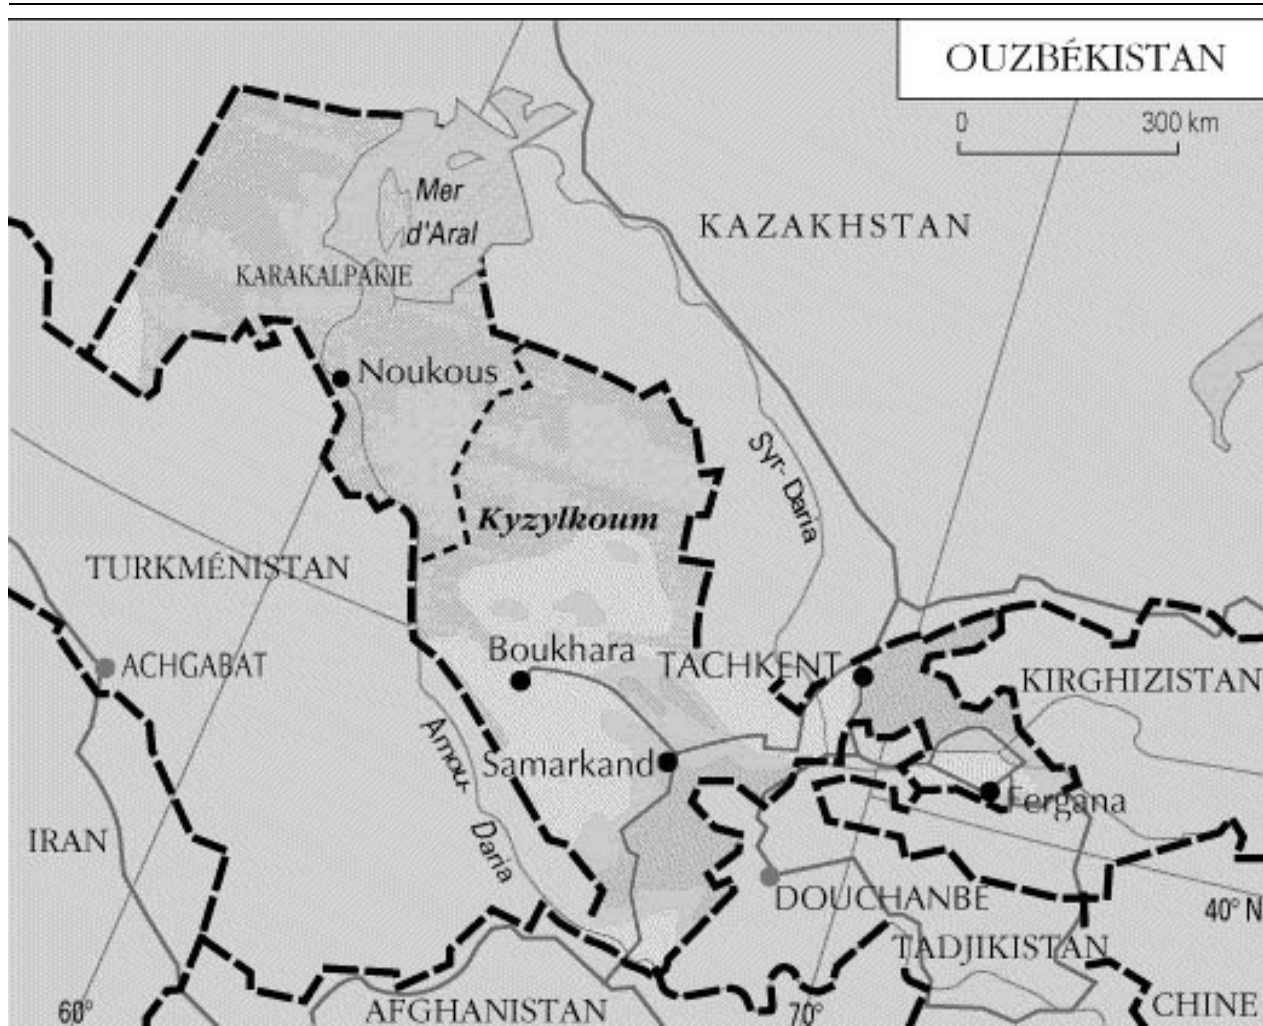 OUZBÉKISTAN
0 300 km
Mer
d'Aral
KAZAKHSTAN
KARAKALPAKIE
Noukous
Syr-Daria
Kyzylkoum
TURKMÉNISTAN
Boukhara
TACHKENT
ACHGABAT
KIRGHIZISTAN
Amou-
Daria
Samarkand
Fergana
IRAN
DOUCHANBE
40° N
TADJIKISTAN
60°
AFGHANISTAN
70°
CHINE